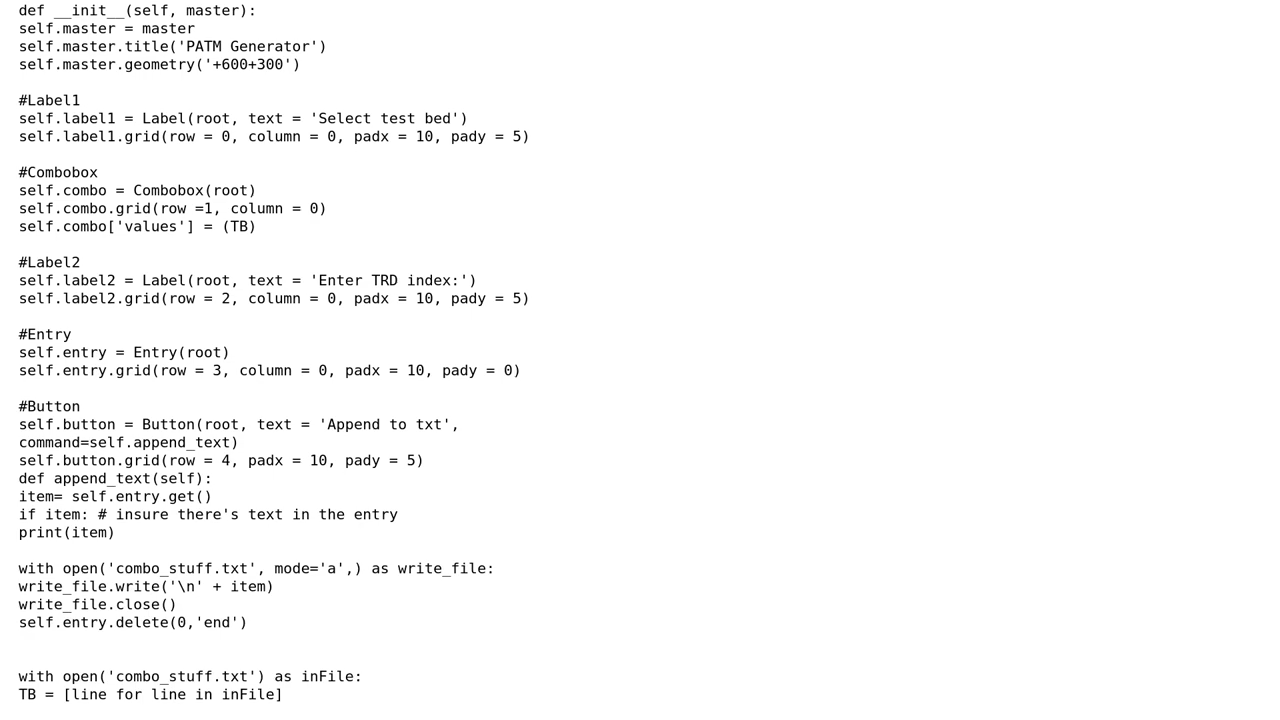 def __init__(self, master):
self.master = master
self.master.title('PATM Generator')
self.master.geometry('+600+300')

#Label1
self.label1 = Label(root, text = 'Select test bed')
self.label1.grid(row = 0, column = 0, padx = 10, pady = 5)

#Combobox
self.combo = Combobox(root)
self.combo.grid(row =1, column = 0)
self.combo['values'] = (TB)

#Label2
self.label2 = Label(root, text = 'Enter TRD index:')
self.label2.grid(row = 2, column = 0, padx = 10, pady = 5)

#Entry
self.entry = Entry(root)
self.entry.grid(row = 3, column = 0, padx = 10, pady = 0)

#Button
self.button = Button(root, text = 'Append to txt',
command=self.append_text)
self.button.grid(row = 4, padx = 10, pady = 5)
def append_text(self):
item= self.entry.get()
if item: # insure there's text in the entry
print(item)

with open('combo_stuff.txt', mode='a',) as write_file:
write_file.write('\n' + item)
write_file.close()
self.entry.delete(0,'end')


with open('combo_stuff.txt') as inFile:
TB = [line for line in inFile]